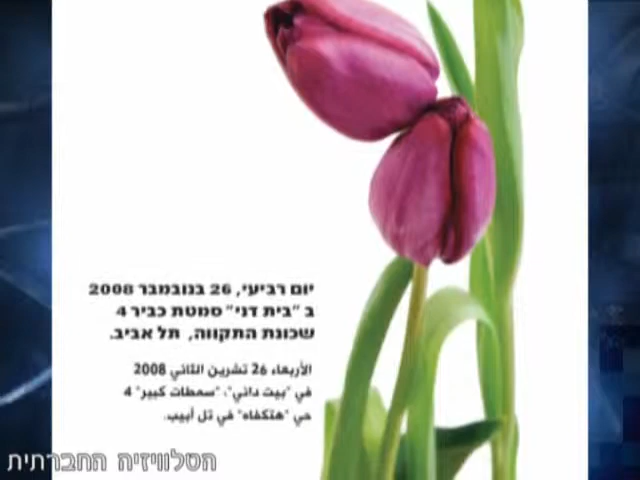 יום רביעי, 26 בנובמבר 2008
ב "בית דני" סמטת כביר 4
שכונת התקווה, תל אביב.
الأربعاء 26 تشرين الثاني 2008
في "بيت داني"، "سمطات كبير" 4
حي "هتكفاه" في تل أبيب.
הטלוויזיה החברתית